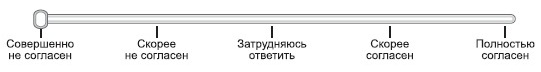 Совершенно не согласен
Скорее не согласен
Затрудняюсь ответить
Скорее согласен
Полностью согласен